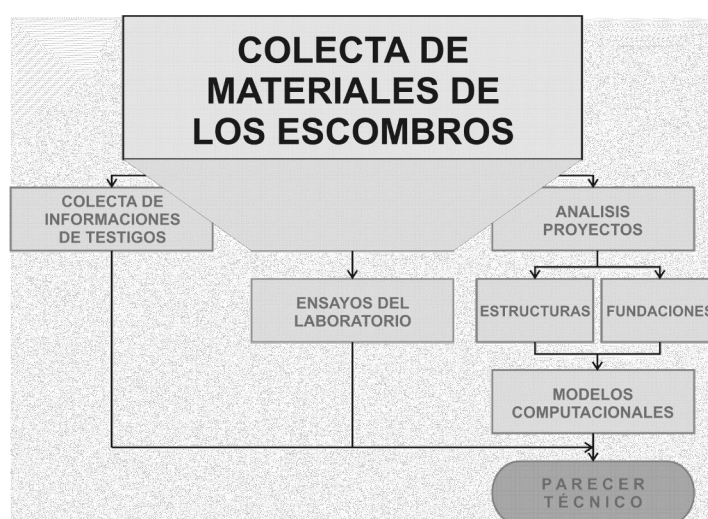 COLECTA DE
MATERIALES DE
LOS ESCOMBROS
COLECTA DE
INFORMACIONES
DE TESTIGOS
ANALISIS
PROYECTOS
ENSAYOS DEL
LABORATORIO
ESTRUCTURAS
FUNDACIONES
MODELOS
COMPUTACIONALES
PARECER
TÉCNICO